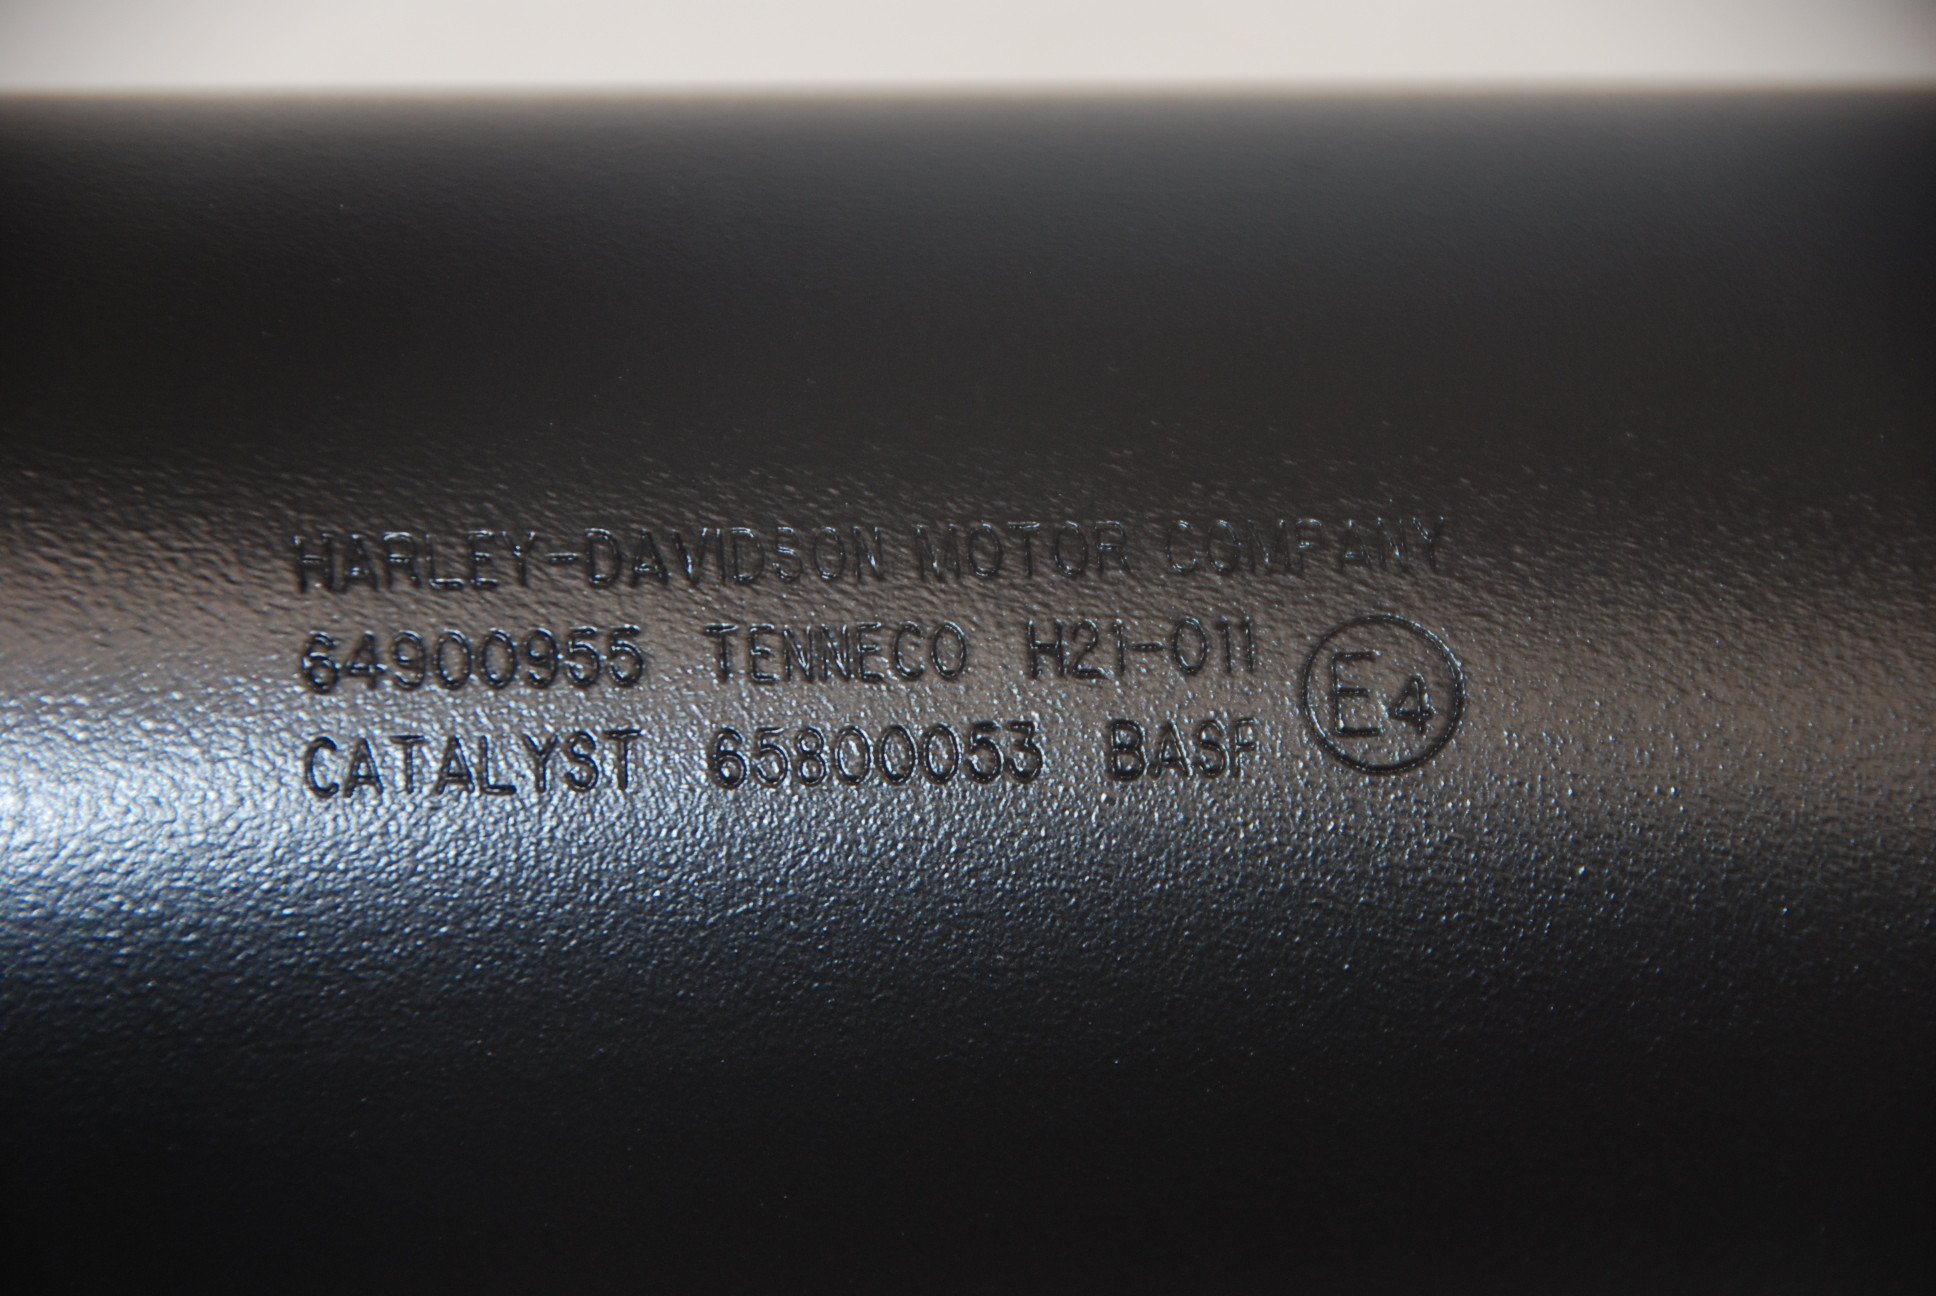 HARLEY-DAVIDSON MOTOR COMPANY
64900955 TENNECO H21-011 E4
CATALYST 65800053 BASF